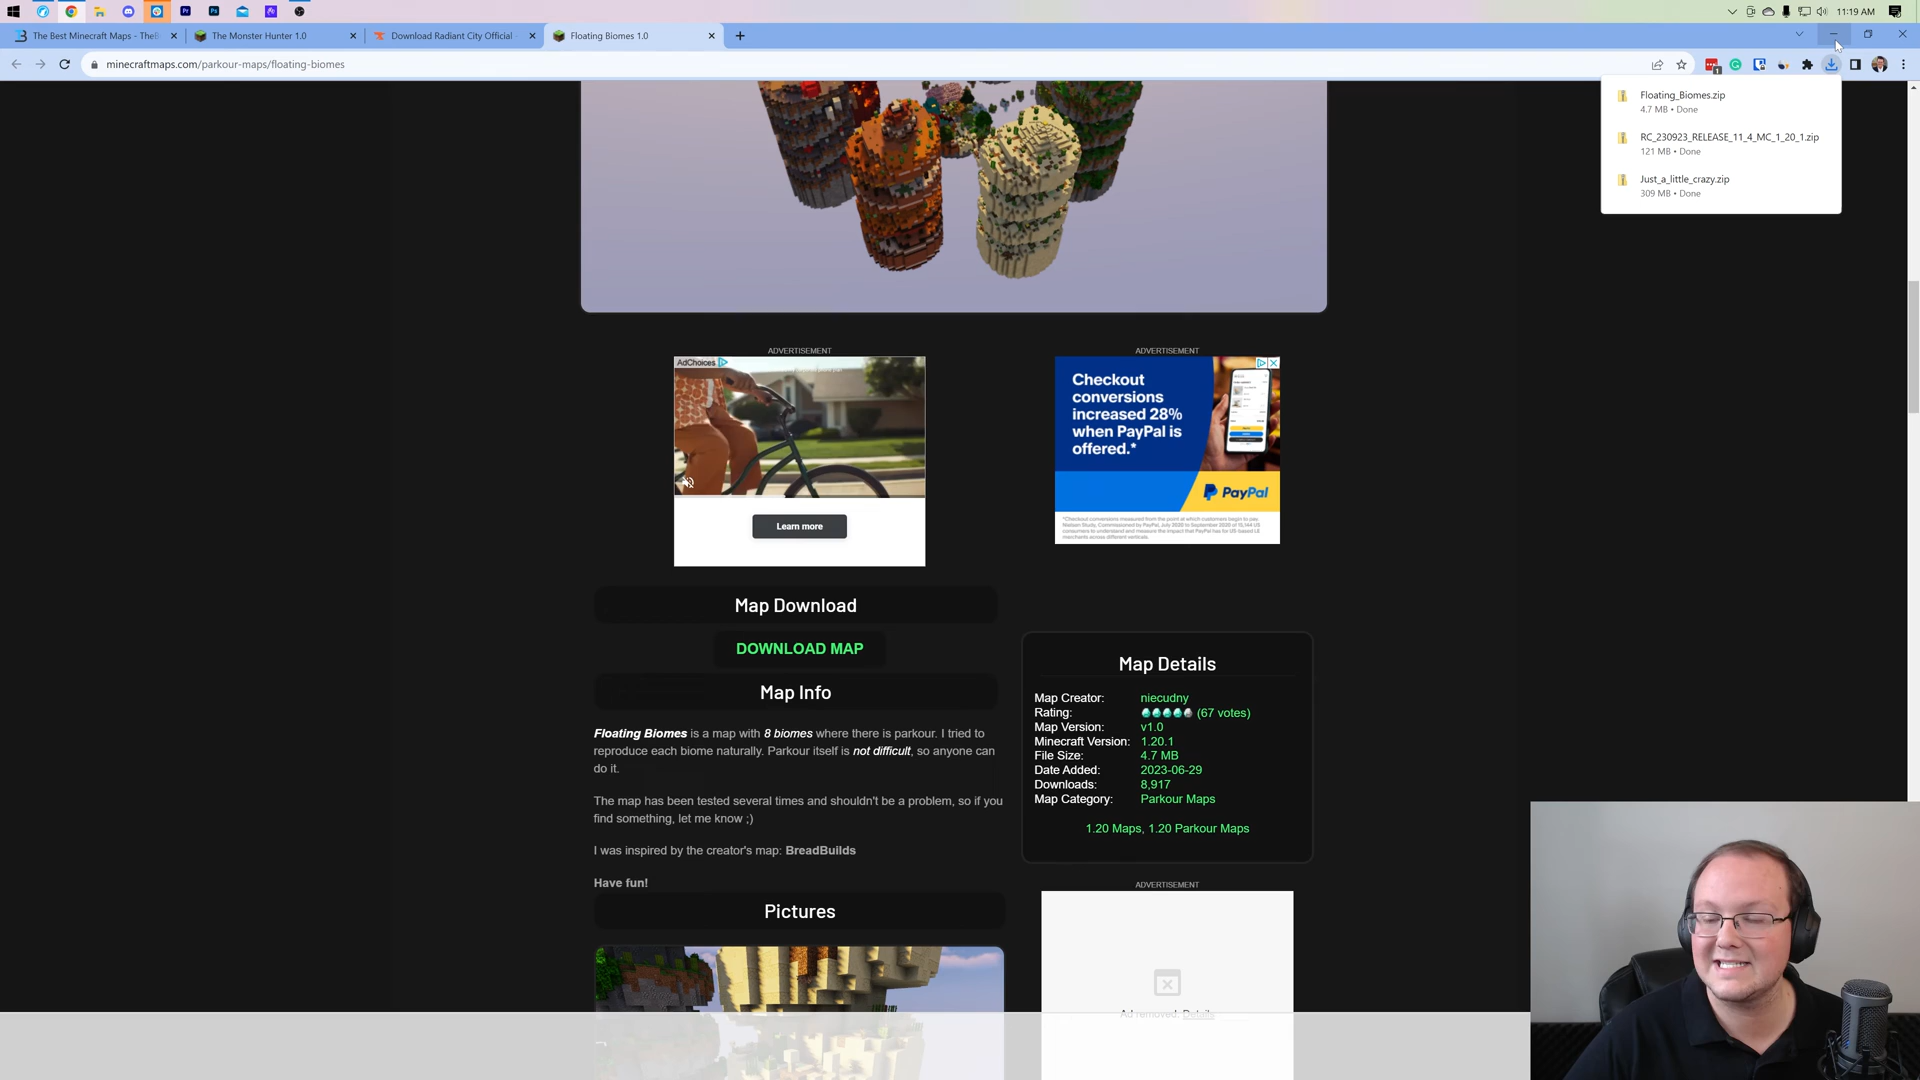 11:19 AM
The Best Minecraft Maps - TheB
The Monster Hunter 1.0
Download Radiant City Official
Floating Biomes 1.0
minecraftmaps.com/parkour-maps/floating-biomes
1
Floating_Biomes.zip
4.7 MB • Done
RC_230923_RELEASE_11_4_MC_1_20_1.zip
121 MB • Done
Just_a_little_crazy.zip
309 MB • Done
ADVERTISEMENT
AdChoices
Learn more
ADVERTISEMENT
Checkout
conversions
increased 28%
when PayPal is
offered.*
PayPal
Map Download
DOWNLOAD MAP
Map Info
Floating Biomes is a map with 8 biomes where there is parkour. I tried to
reproduce each biome naturally. Parkour itself is not difficult, so anyone can
do it.
The map has been tested several times and shouldn't be a problem, so if you
find something, let me know ;)
I was inspired by the creator's map: BreadBuilds
Have fun!
Pictures
Map Details
Map Creator: niecudny
Rating: (67 votes)
Map Version: v1.0
Minecraft Version: 1.20.1
File Size: 4.7 MB
Date Added: 2023-06-29
Downloads: 8,917
Map Category: Parkour Maps
1.20 Maps, 1.20 Parkour Maps
ADVERTISEMENT
Ad removed. Details